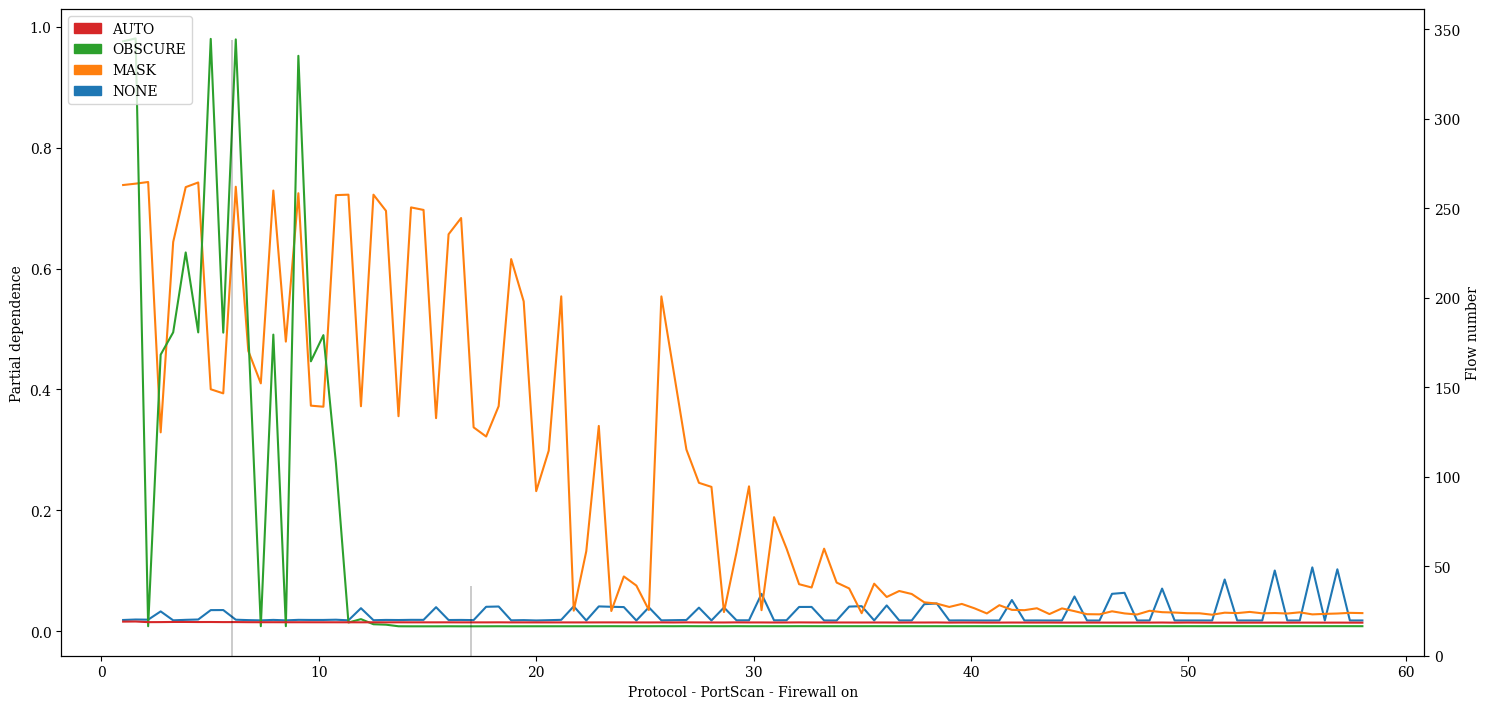 AUTO
OBSCURE
MASK
NONE
1.0
0.8
0.6
0.4
0.2
0.0
Partial dependence
350
300
250
200
150
100
50
0
Flow number
0 10 20 30 40 50 60
Protocol - PortScan - Firewall on